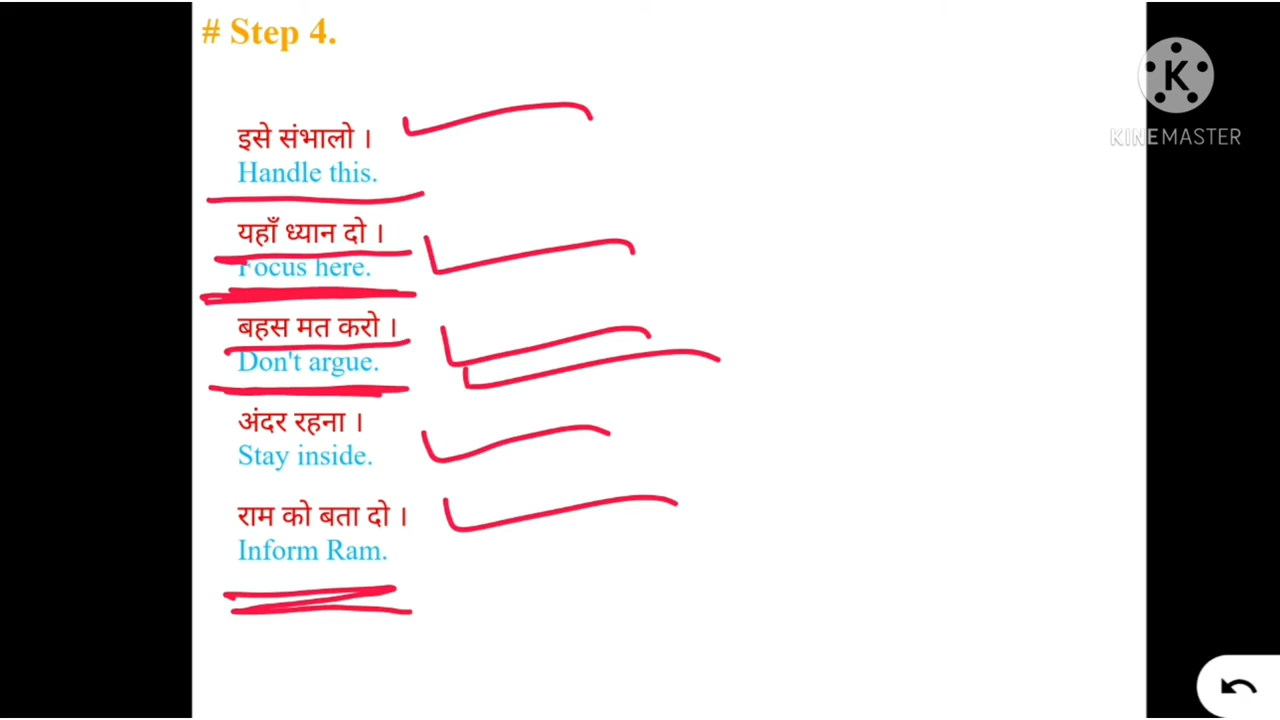 # Step 4.
इसे संभालो ।
Handle this.
यहाँ ध्यान दो ।
Focus here.
बहस मत करो ।
Don't argue.
अंदर रहना ।
Stay inside.
राम को बता दो ।
Inform Ram.
K
KINEMASTER